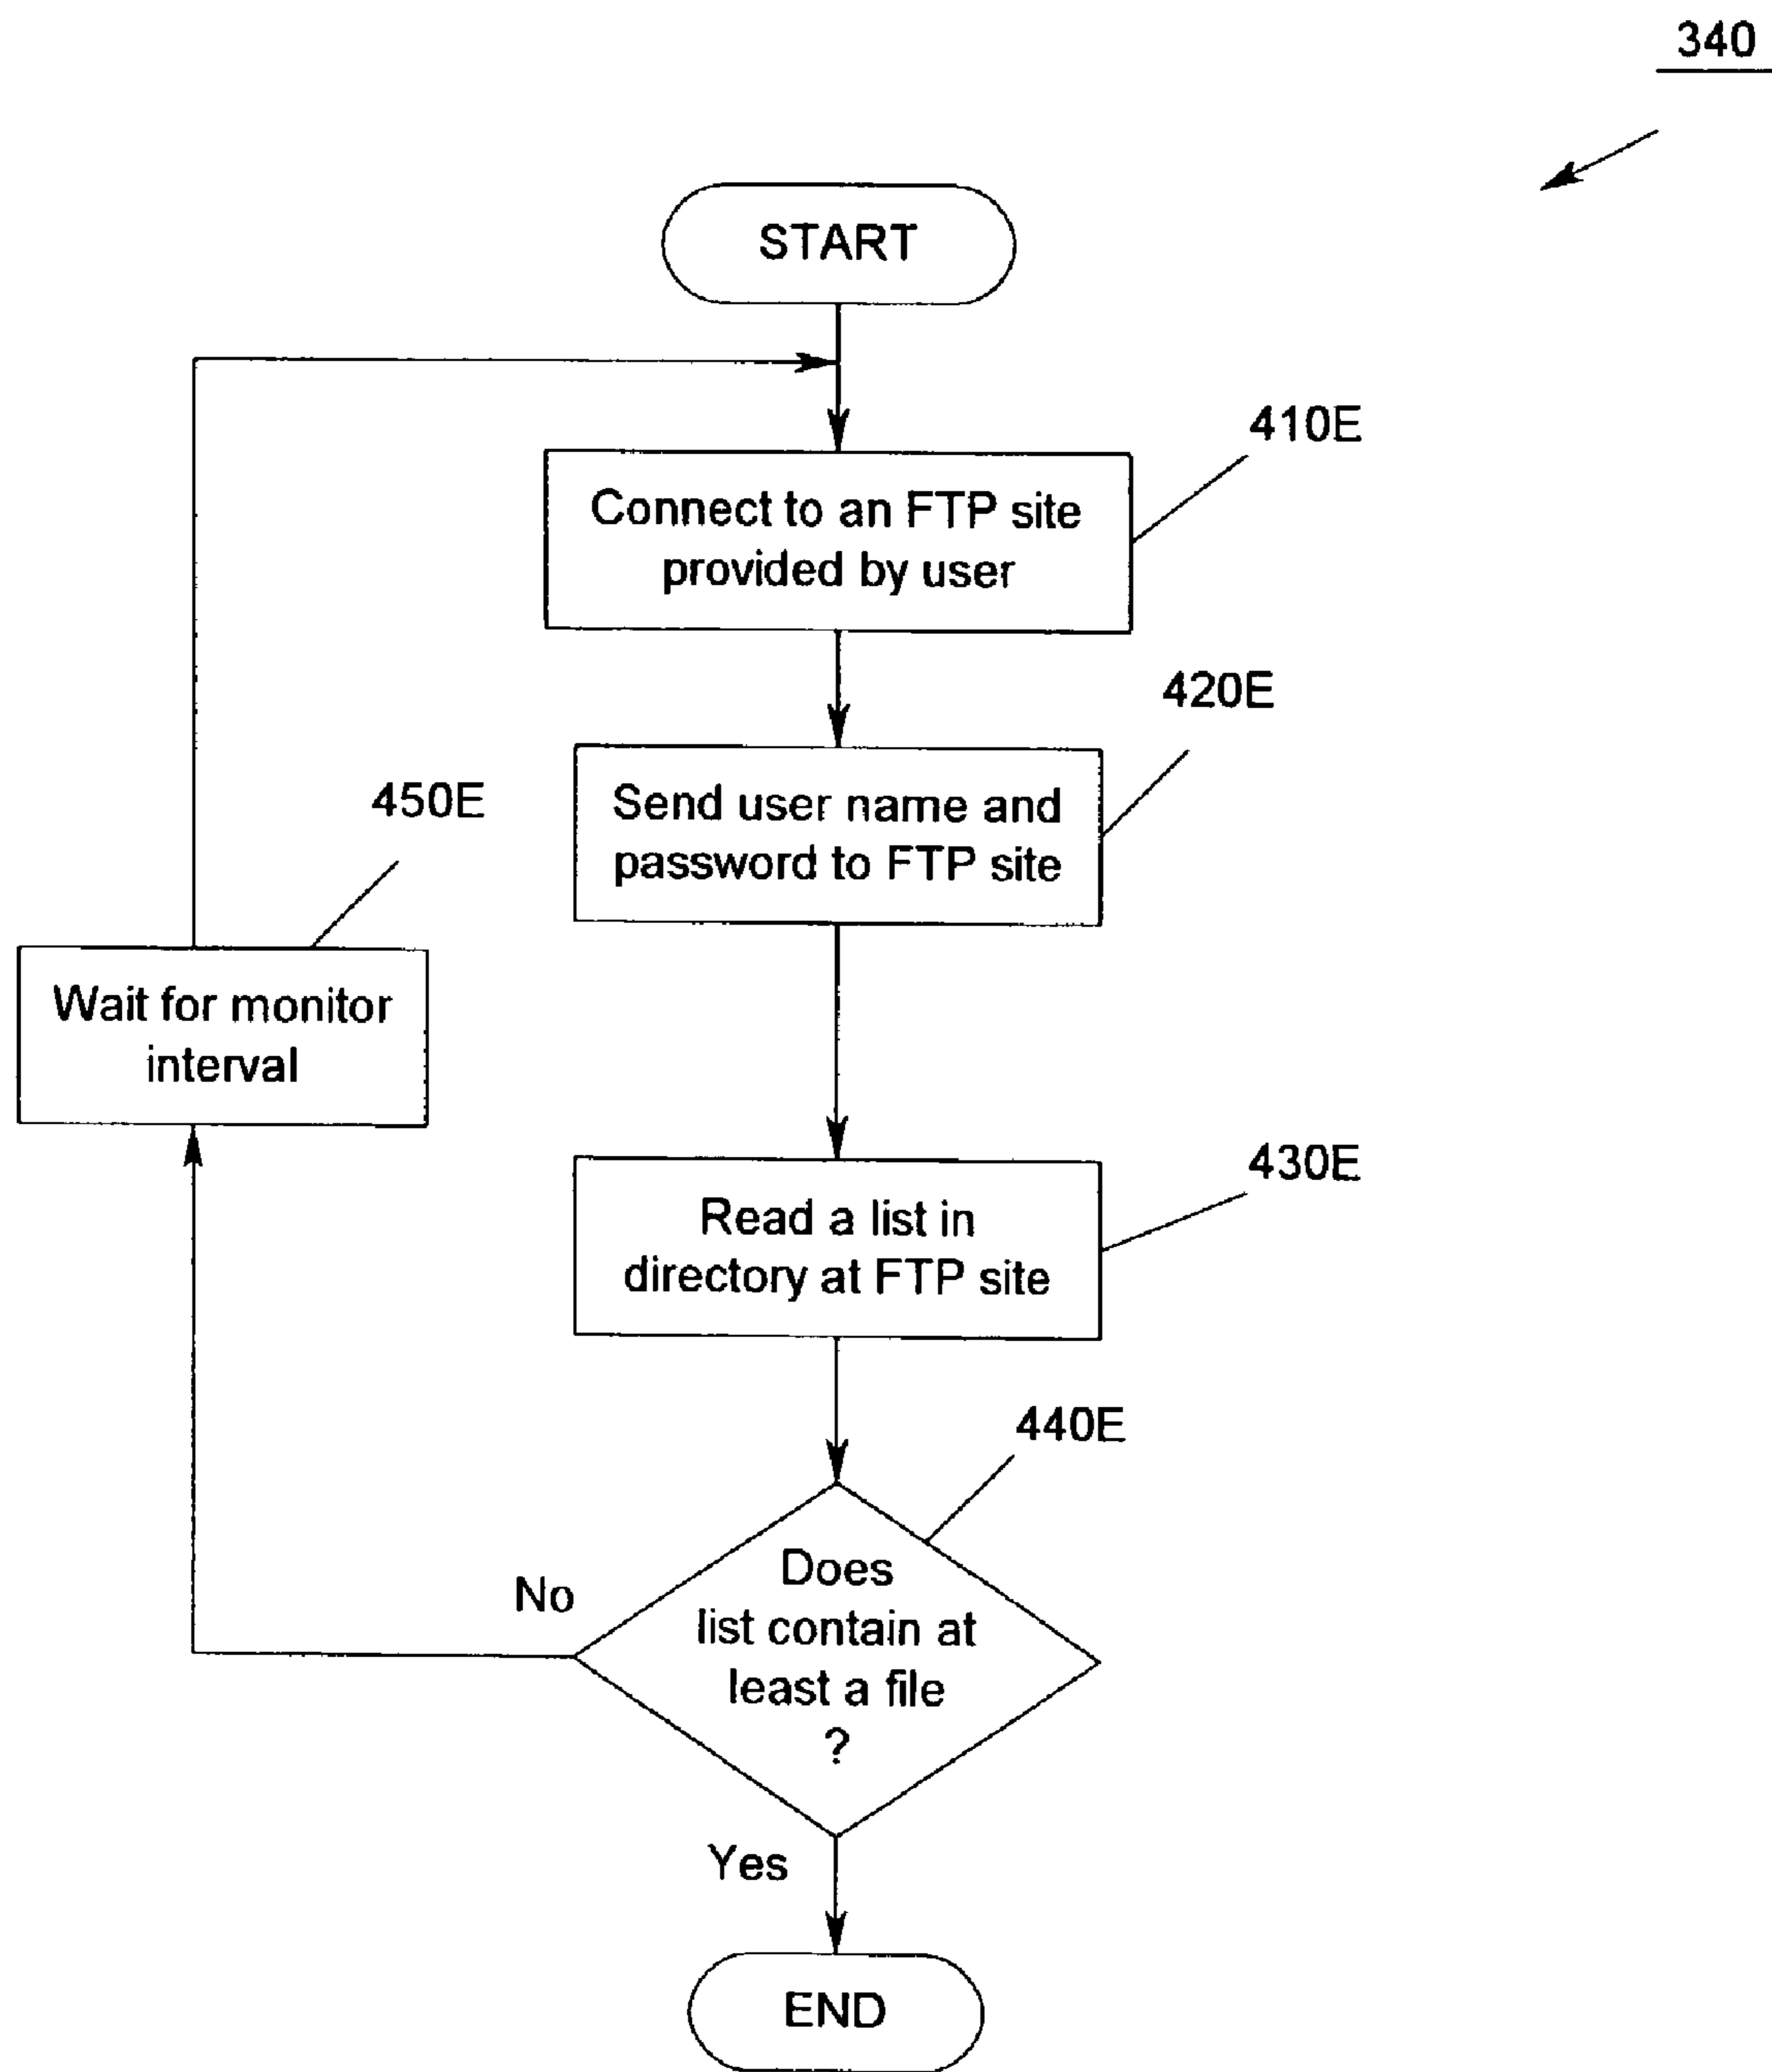 340
START
410E
Connect to an FTP site
provided by user
420E
Send user name and
password to FTP site
450E
Wait for monitor
interval
430E
Read a list in
directory at FTP site
440E
Does
list contain at
least a file
?
No
Yes
END